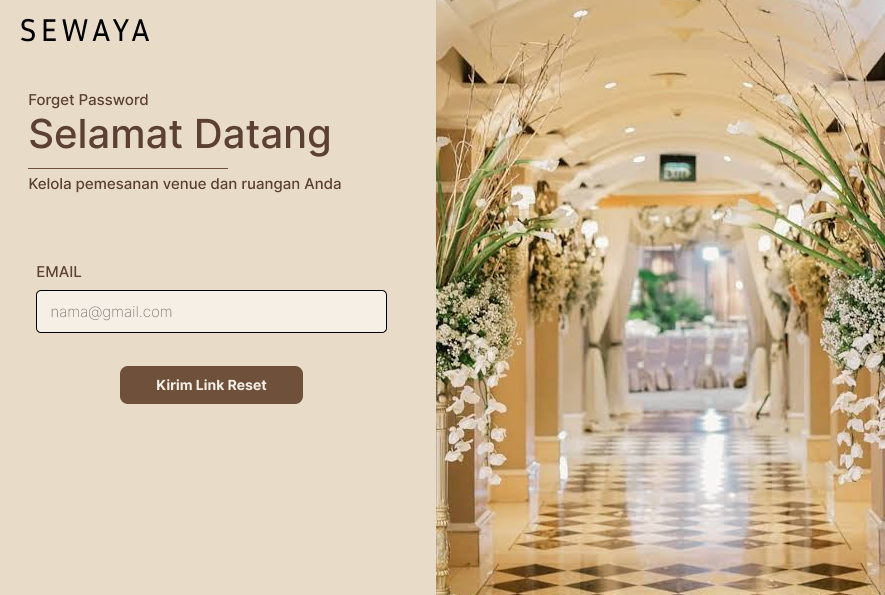 SEWAYA
Forget Password
Selamat Datang
Kelola pemesanan venue dan ruangan Anda
EMAIL
nama@gmail.com
Kirim Link Reset